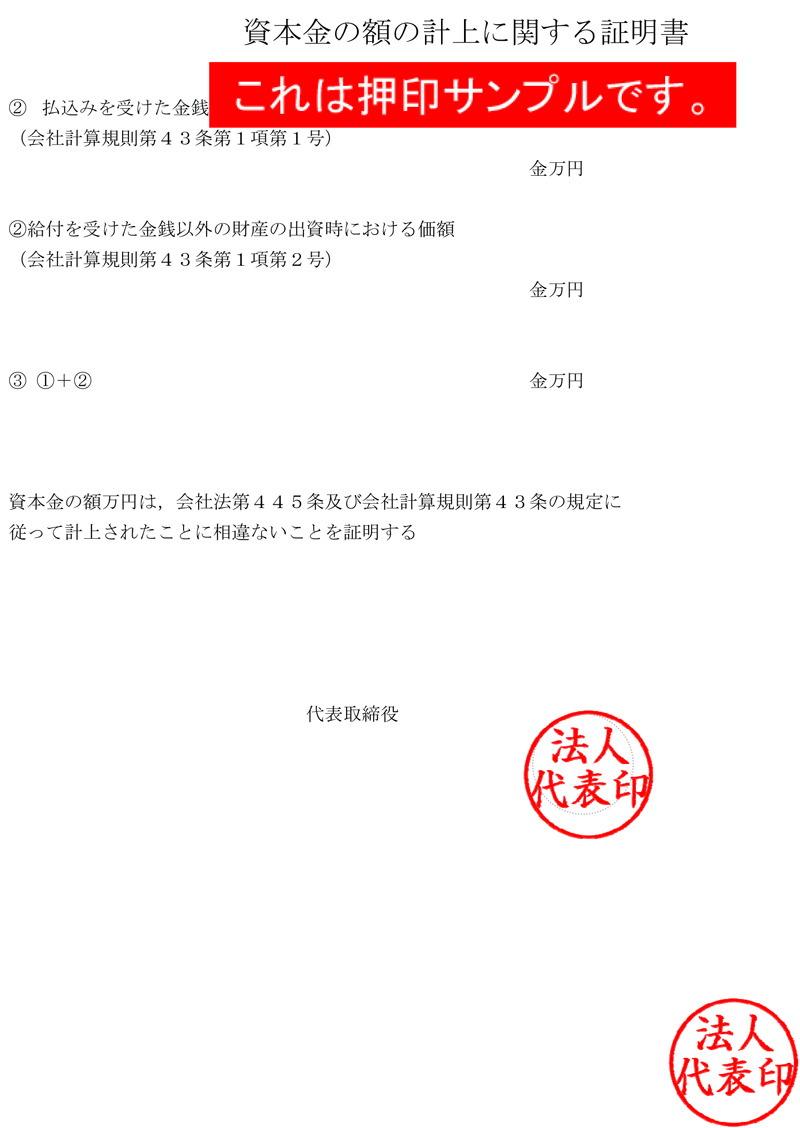 資本金の額の計上に関する証明書
これは押印サンプルです。
② 払込みを受けた金銭
（会社計算規則第４３条第１項第１号）
金万円
②給付を受けた金銭以外の財産の出資時における価額
（会社計算規則第４３条第１項第２号）
金万円
③ ①＋② 金万円
資本金の額万円は，会社法第４４５条及び会社計算規則第４３条の規定に
従って計上されたことに相違ないことを証明する
代表取締役
法人
代表印
法人
代表印